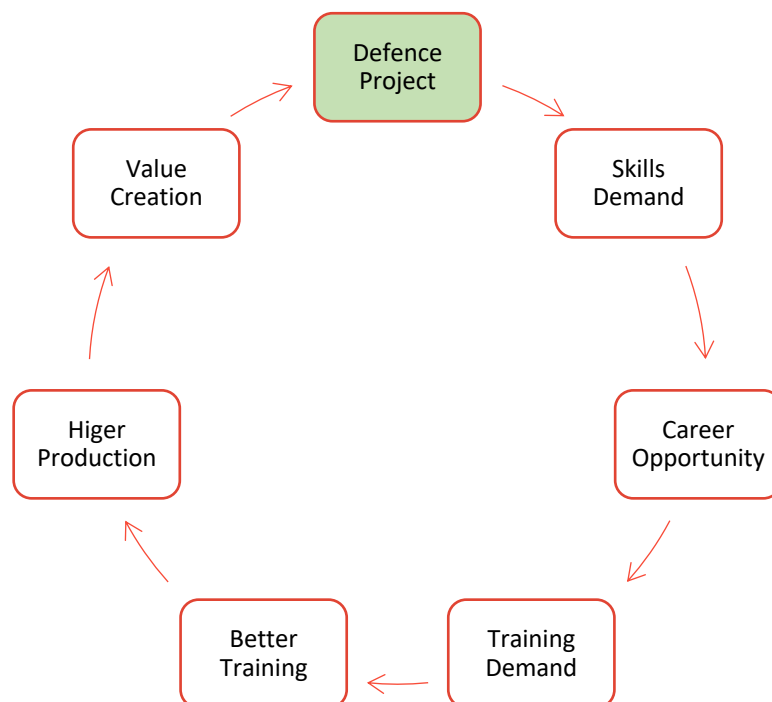 Defence
Project
Skills
Demand
Career
Opportunity
Training
Demand
Better
Training
Higer
Production
Value
Creation